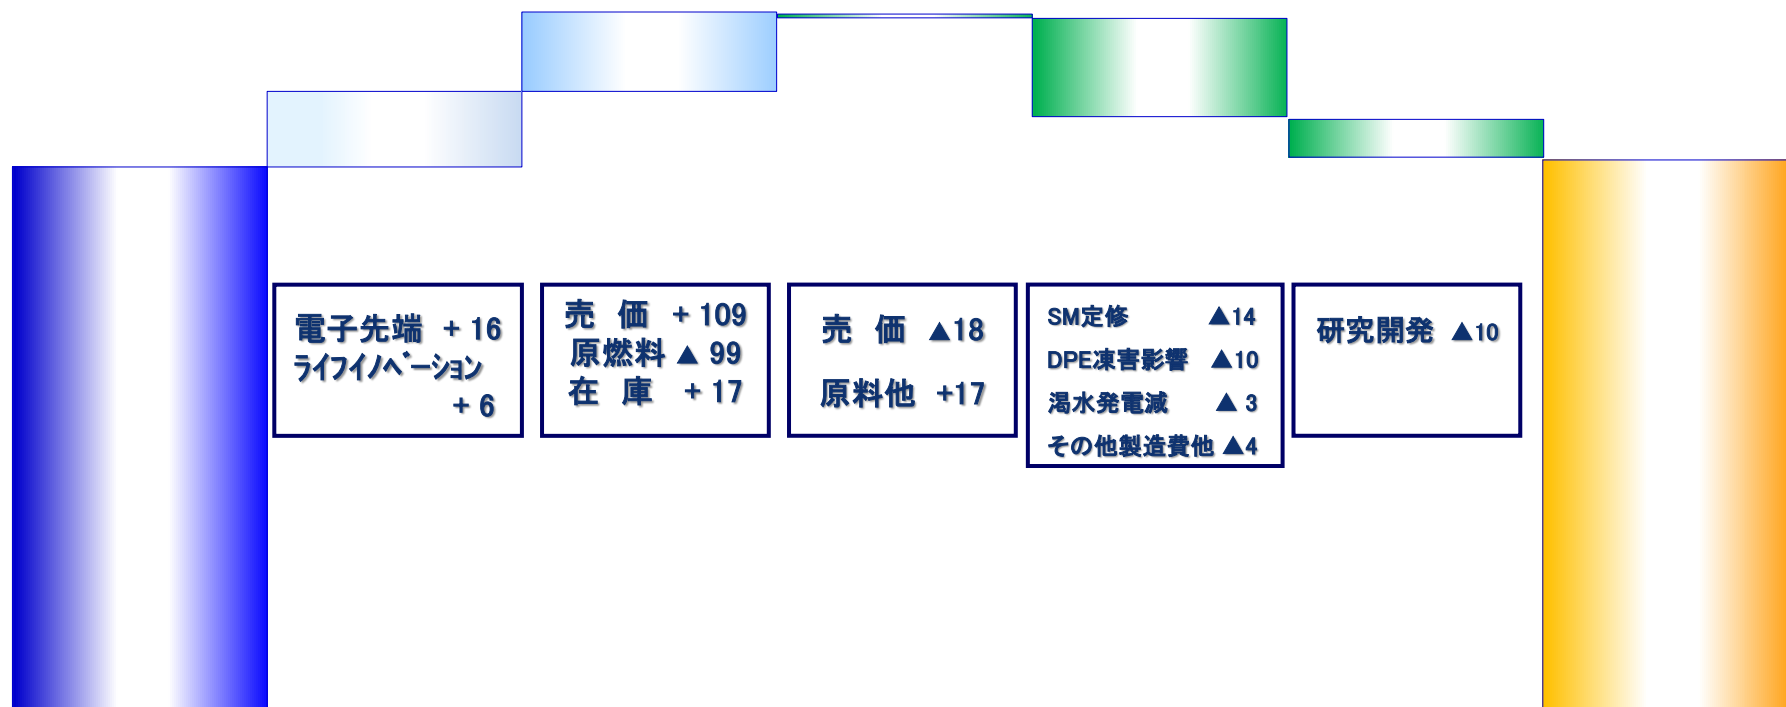 電子先端 + 16
ライフイノベーション
+ 6
売 価 + 109
原燃料 ▲ 99
在 庫 + 17
売 価 ▲18
原料他 +17
SM定修 ▲14
DPE凍害影響 ▲10
渇水発電減 ▲ 3
その他製造費他 ▲4
研究開発 ▲10